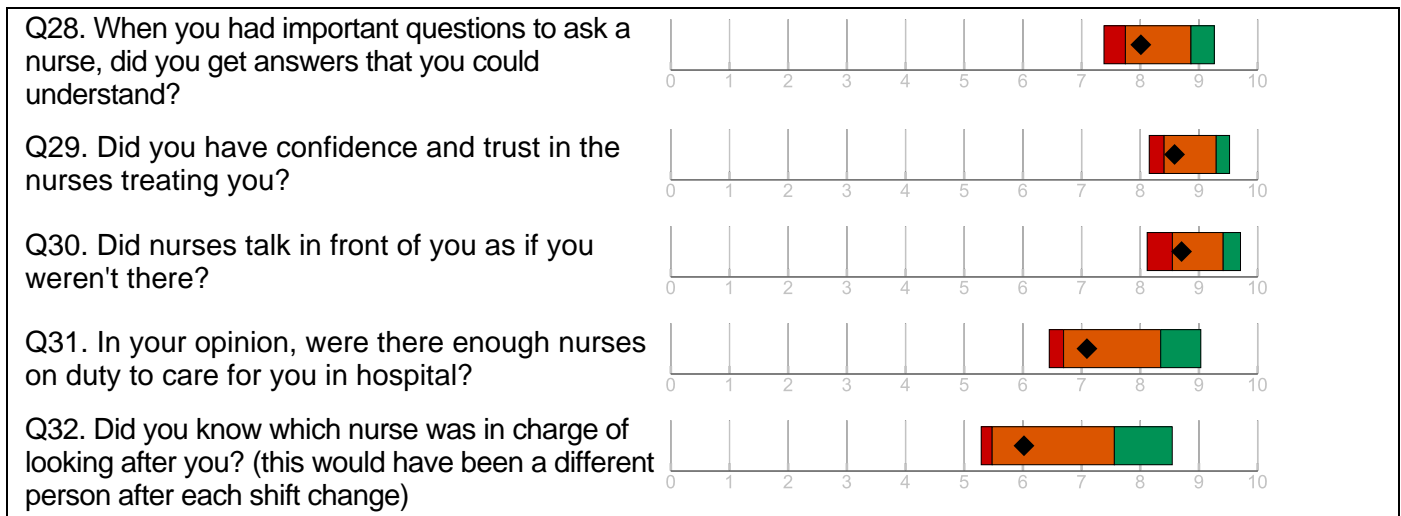 Q28. When you had important questions to ask a
nurse, did you get answers that you could
understand?
0 1 2 3 4 5 6 7 8 9 10
Q29. Did you have confidence and trust in the
nurses treating you?
0 1 2 3 4 5 6 7 8 9 10
Q30. Did nurses talk in front of you as if you
weren't there?
0 1 2 3 4 5 6 7 8 9 10
Q31. In your opinion, were there enough nurses
on duty to care for you in hospital?
0 1 2 3 4 5 6 7 8 9 10
Q32. Did you know which nurse was in charge of
looking after you? (this would have been a different
person after each shift change)
0 1 2 3 4 5 6 7 8 9 10